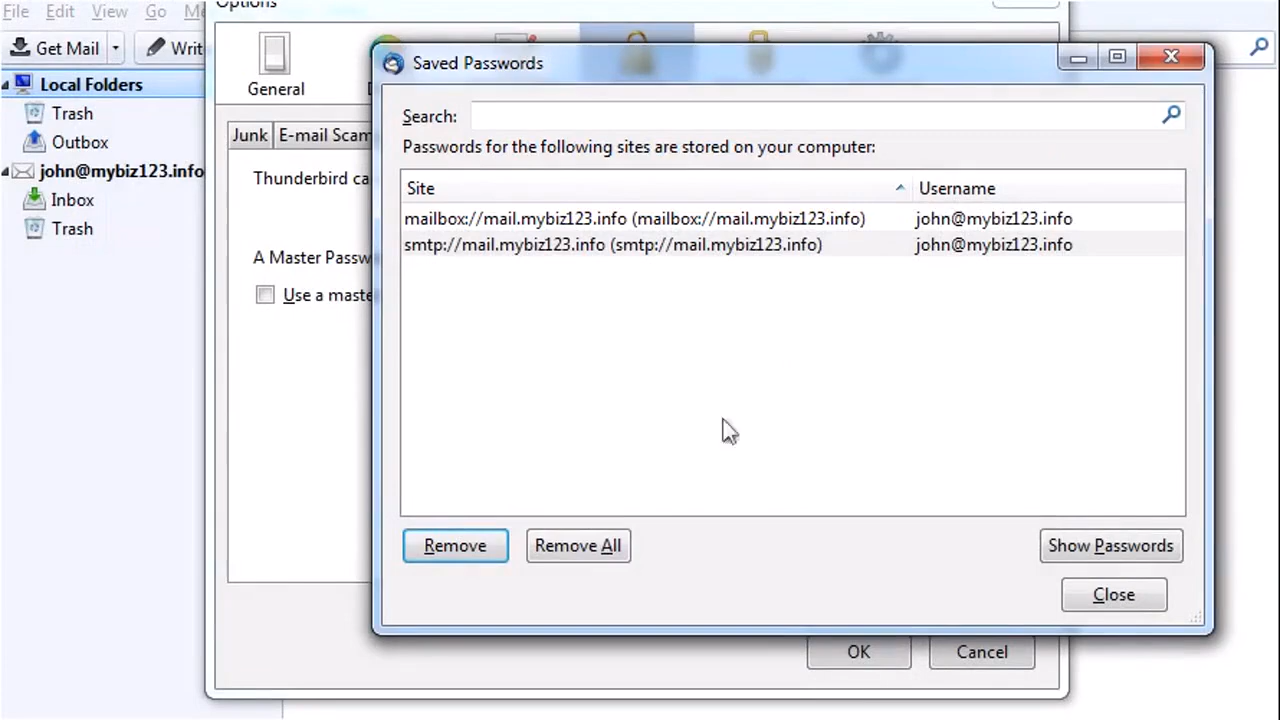 Options
File Edit View Go Me
Get Mail
Writ
General
Local Folders
Trash
Outbox
john@mybiz123.info
Inbox
Trash
Junk
E-mail Scam
Thunderbird ca
A Master Passw
Use a maste
Saved Passwords
Search:
Passwords for the following sites are stored on your computer:
Site Username
mailbox://mail.mybiz123.info (mailbox://mail.mybiz123.info) john@mybiz123.info
smtp://mail.mybiz123.info (smtp://mail.mybiz123.info) john@mybiz123.info
Remove Remove All Show Passwords
Close
OK Cancel